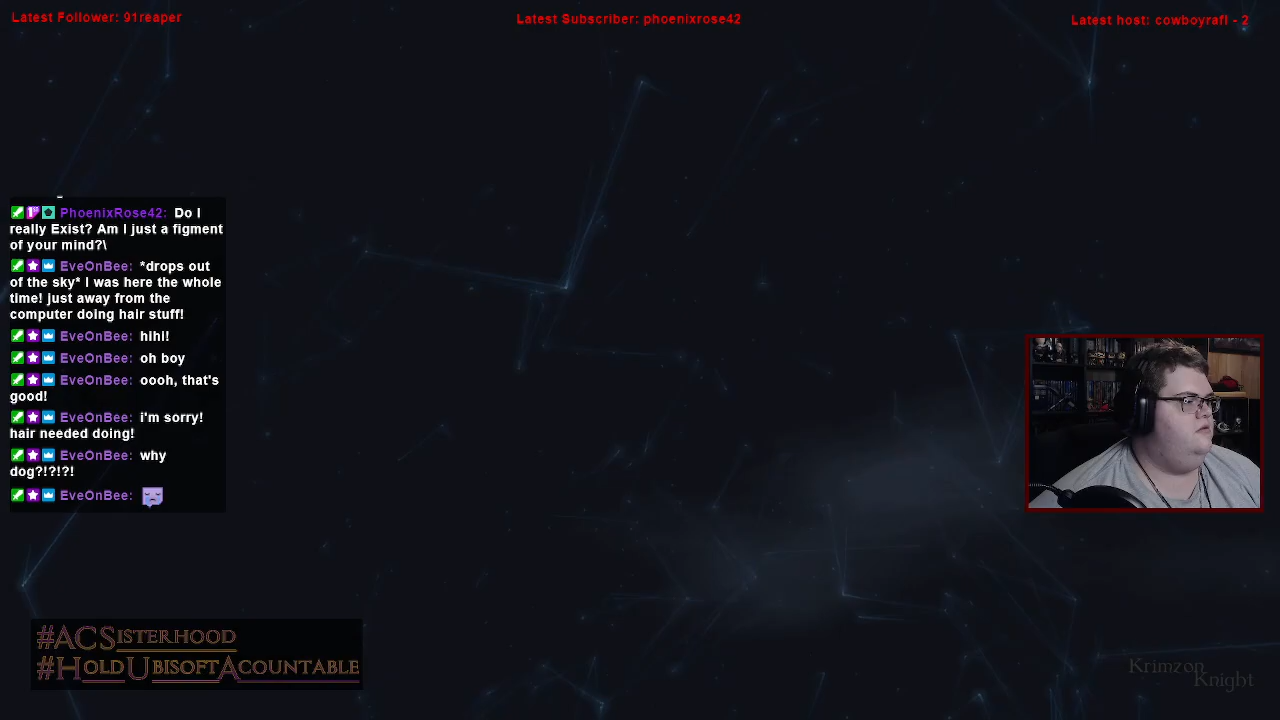 Latest Follower: 91reaper
Latest Subscriber: phoenixrose42
Latest host: cowboyrafl - 2
PhoenixRose42: Do I
really Exist? Am I just a figment
of your mind?\
EveOnBee: *drops out
of the sky* I was here the whole
time! just away from the
computer doing hair stuff!
EveOnBee: hihi!
EveOnBee: oh boy
EveOnBee: oooh, that's
good!
EveOnBee: i'm sorry!
hair needed doing!
EveOnBee: why
dog?!?!?!
EveOnBee:
#ACSisterhood
#HoldUbisoftAcountable
Krimzon
Knight